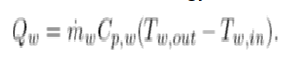 Q_w = ṁ_w C_{p,w}(T_{w,out} − T_{w,in}).